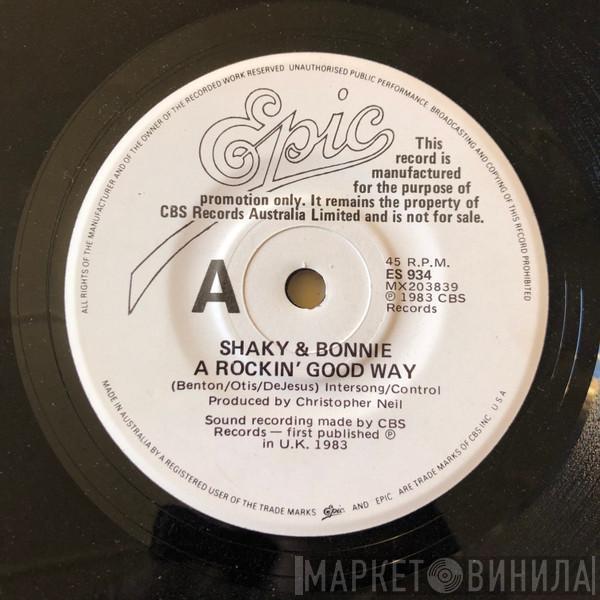 ALL RIGHTS OF THE MANUFACTURER AND OF THE OWNER OF THE RECORDED WORK RESERVED UNAUTHORISED PUBLIC PERFORMANCE, BROADCASTING AND COPYING OF THIS RECORD PROHIBITED
Epic
This
record is
manufactured
for the purpose of
promotion only. It remains the property of
CBS Records Australia Limited and is not for sale.
A
45 R.P.M.
ES 934
MX203839
Ⓟ 1983 CBS
Records
SHAKY & BONNIE
A ROCKIN' GOOD WAY
(Benton/Otis/DeJesus) Intersong/Control
Produced by Christopher Neil
Sound recording made by CBS
Records — first published Ⓟ
in U.K. 1983
MADE IN AUSTRALIA BY A REGISTERED USER OF THE TRADE MARKS Epic AND EPIC ARE TRADE MARKS OF CBS INC. USA
МАРКЕТ ВИНИЛА